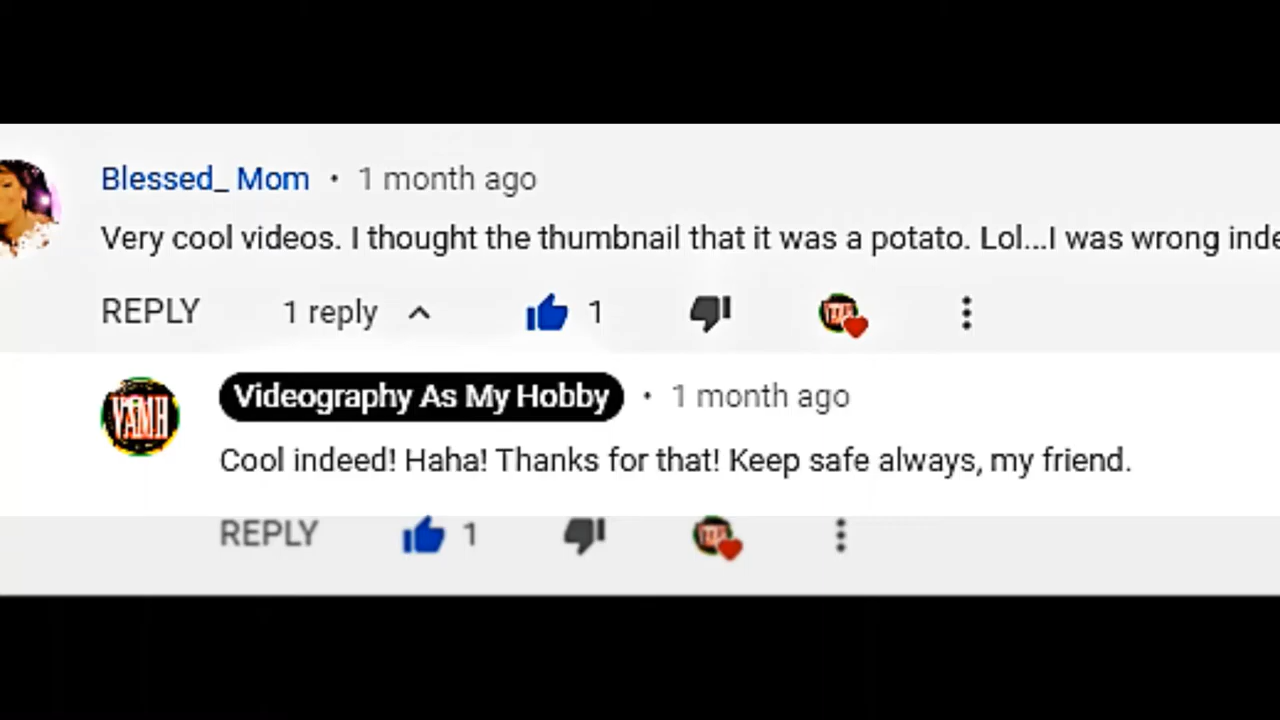 Blessed_ Mom • 1 month ago
Very cool videos. I thought the thumbnail that it was a potato. Lol...I was wrong inde
REPLY 1 reply 1
VAMH Videography As My Hobby • 1 month ago
Cool indeed! Haha! Thanks for that! Keep safe always, my friend.
REPLY 1